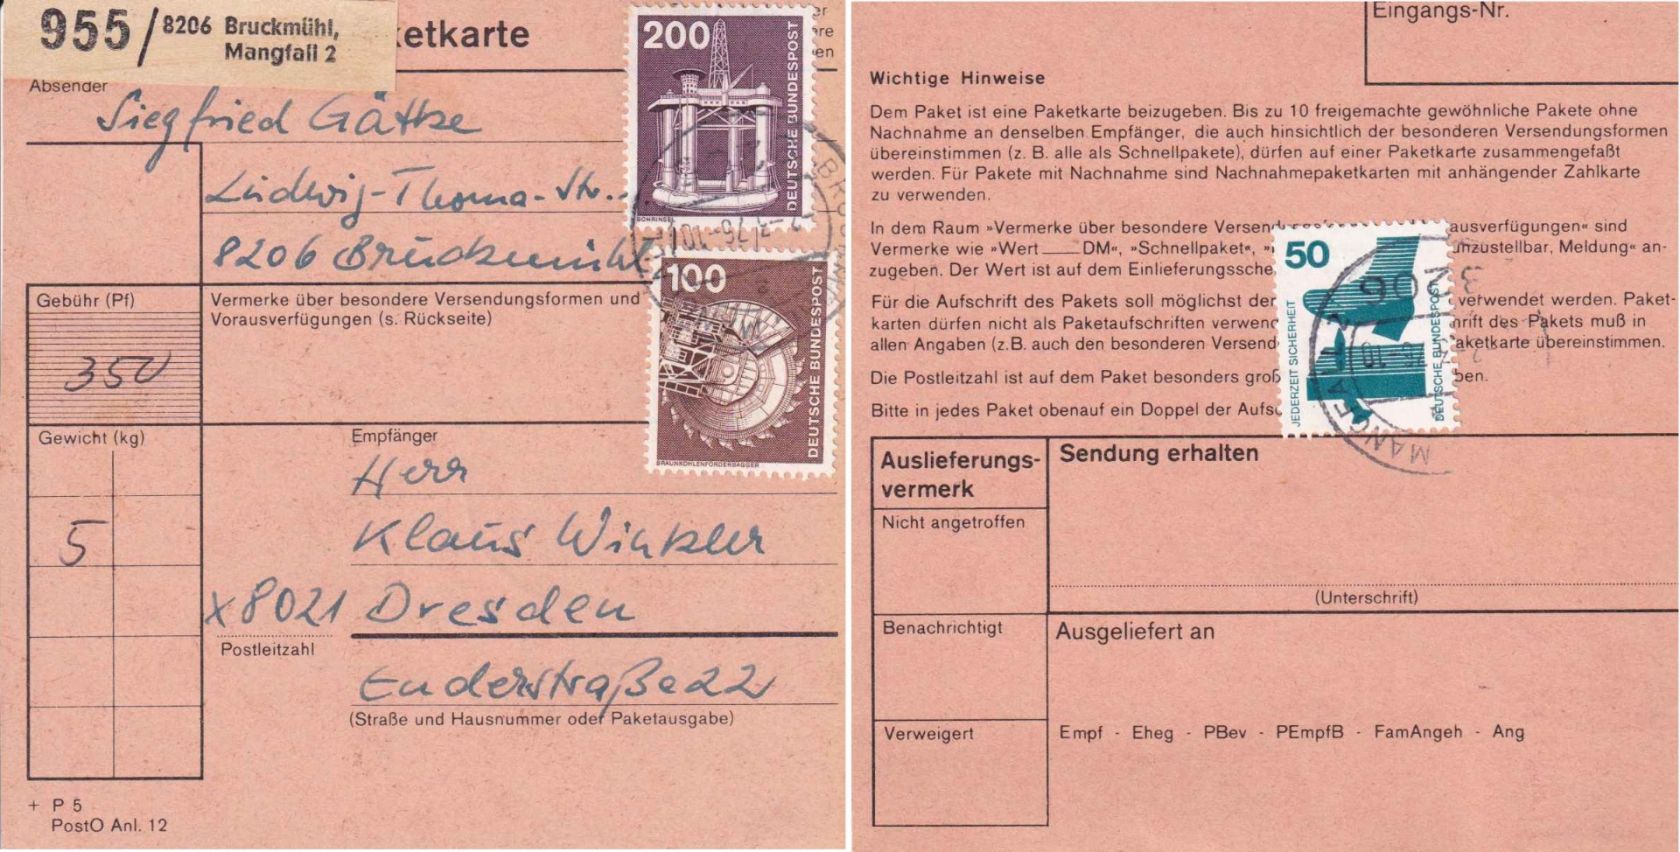 955 / 8206 Bruckmühl,
Mangfall 2
ketkarte
Absender
Siegfried Gättke
Ludwig-Thoma-Str.
8206 Bruckmühl
200
DEUTSCHE BUNDESPOST
BOHRINSEL
100
DEUTSCHE BUNDESPOST
BRAUNKOHLENFÖRDERBAGGER
Gebühr (Pf)
350
Vermerke über besondere Versendungsformen und
Vorausverfügungen (s. Rückseite)
Gewicht (kg)
5
Empfänger
Herr
Klaus Winkler
X8021 Dresden
Postleitzahl
Enderstraße 22
(Straße und Hausnummer oder Paketausgabe)
+ P 5
PostO Anl. 12
Eingangs-Nr.
Wichtige Hinweise
Dem Paket ist eine Paketkarte beizugeben. Bis zu 10 freigemachte gewöhnliche Pakete ohne
Nachnahme an denselben Empfänger, die auch hinsichtlich der besonderen Versendungsformen
übereinstimmen (z. B. alle als Schnellpakete), dürfen auf einer Paketkarte zusammengefaßt
werden. Für Pakete mit Nachnahme sind Nachnahmepaketkarten mit anhängender Zahlkarte
zu verwenden.
In dem Raum »Vermerke über besondere Versend ausverfügungen« sind
Vermerke wie »Wert ___ DM«, »Schnellpaket«, unzustellbar, Meldung« an-
zugeben. Der Wert ist auf dem Einlieferungssche
Für die Aufschrift des Pakets soll möglichst der verwendet werden. Paket-
karten dürfen nicht als Paketaufschriften verwend hrift des Pakets muß in
allen Angaben (z.B. auch den besonderen Versend aketkarte übereinstimmen.
Die Postleitzahl ist auf dem Paket besonders groß ben.
Bitte in jedes Paket obenauf ein Doppel der Aufsc
50
JEDERZEIT SICHERHEIT
DEUTSCHE BUNDESPOST
8206
MANGFALL 2
Auslieferungs-
vermerk
Sendung erhalten
Nicht angetroffen
(Unterschrift)
Benachrichtigt
Ausgeliefert an
Verweigert
Empf - Eheg - PBev - PEmpfB - FamAngeh - Ang